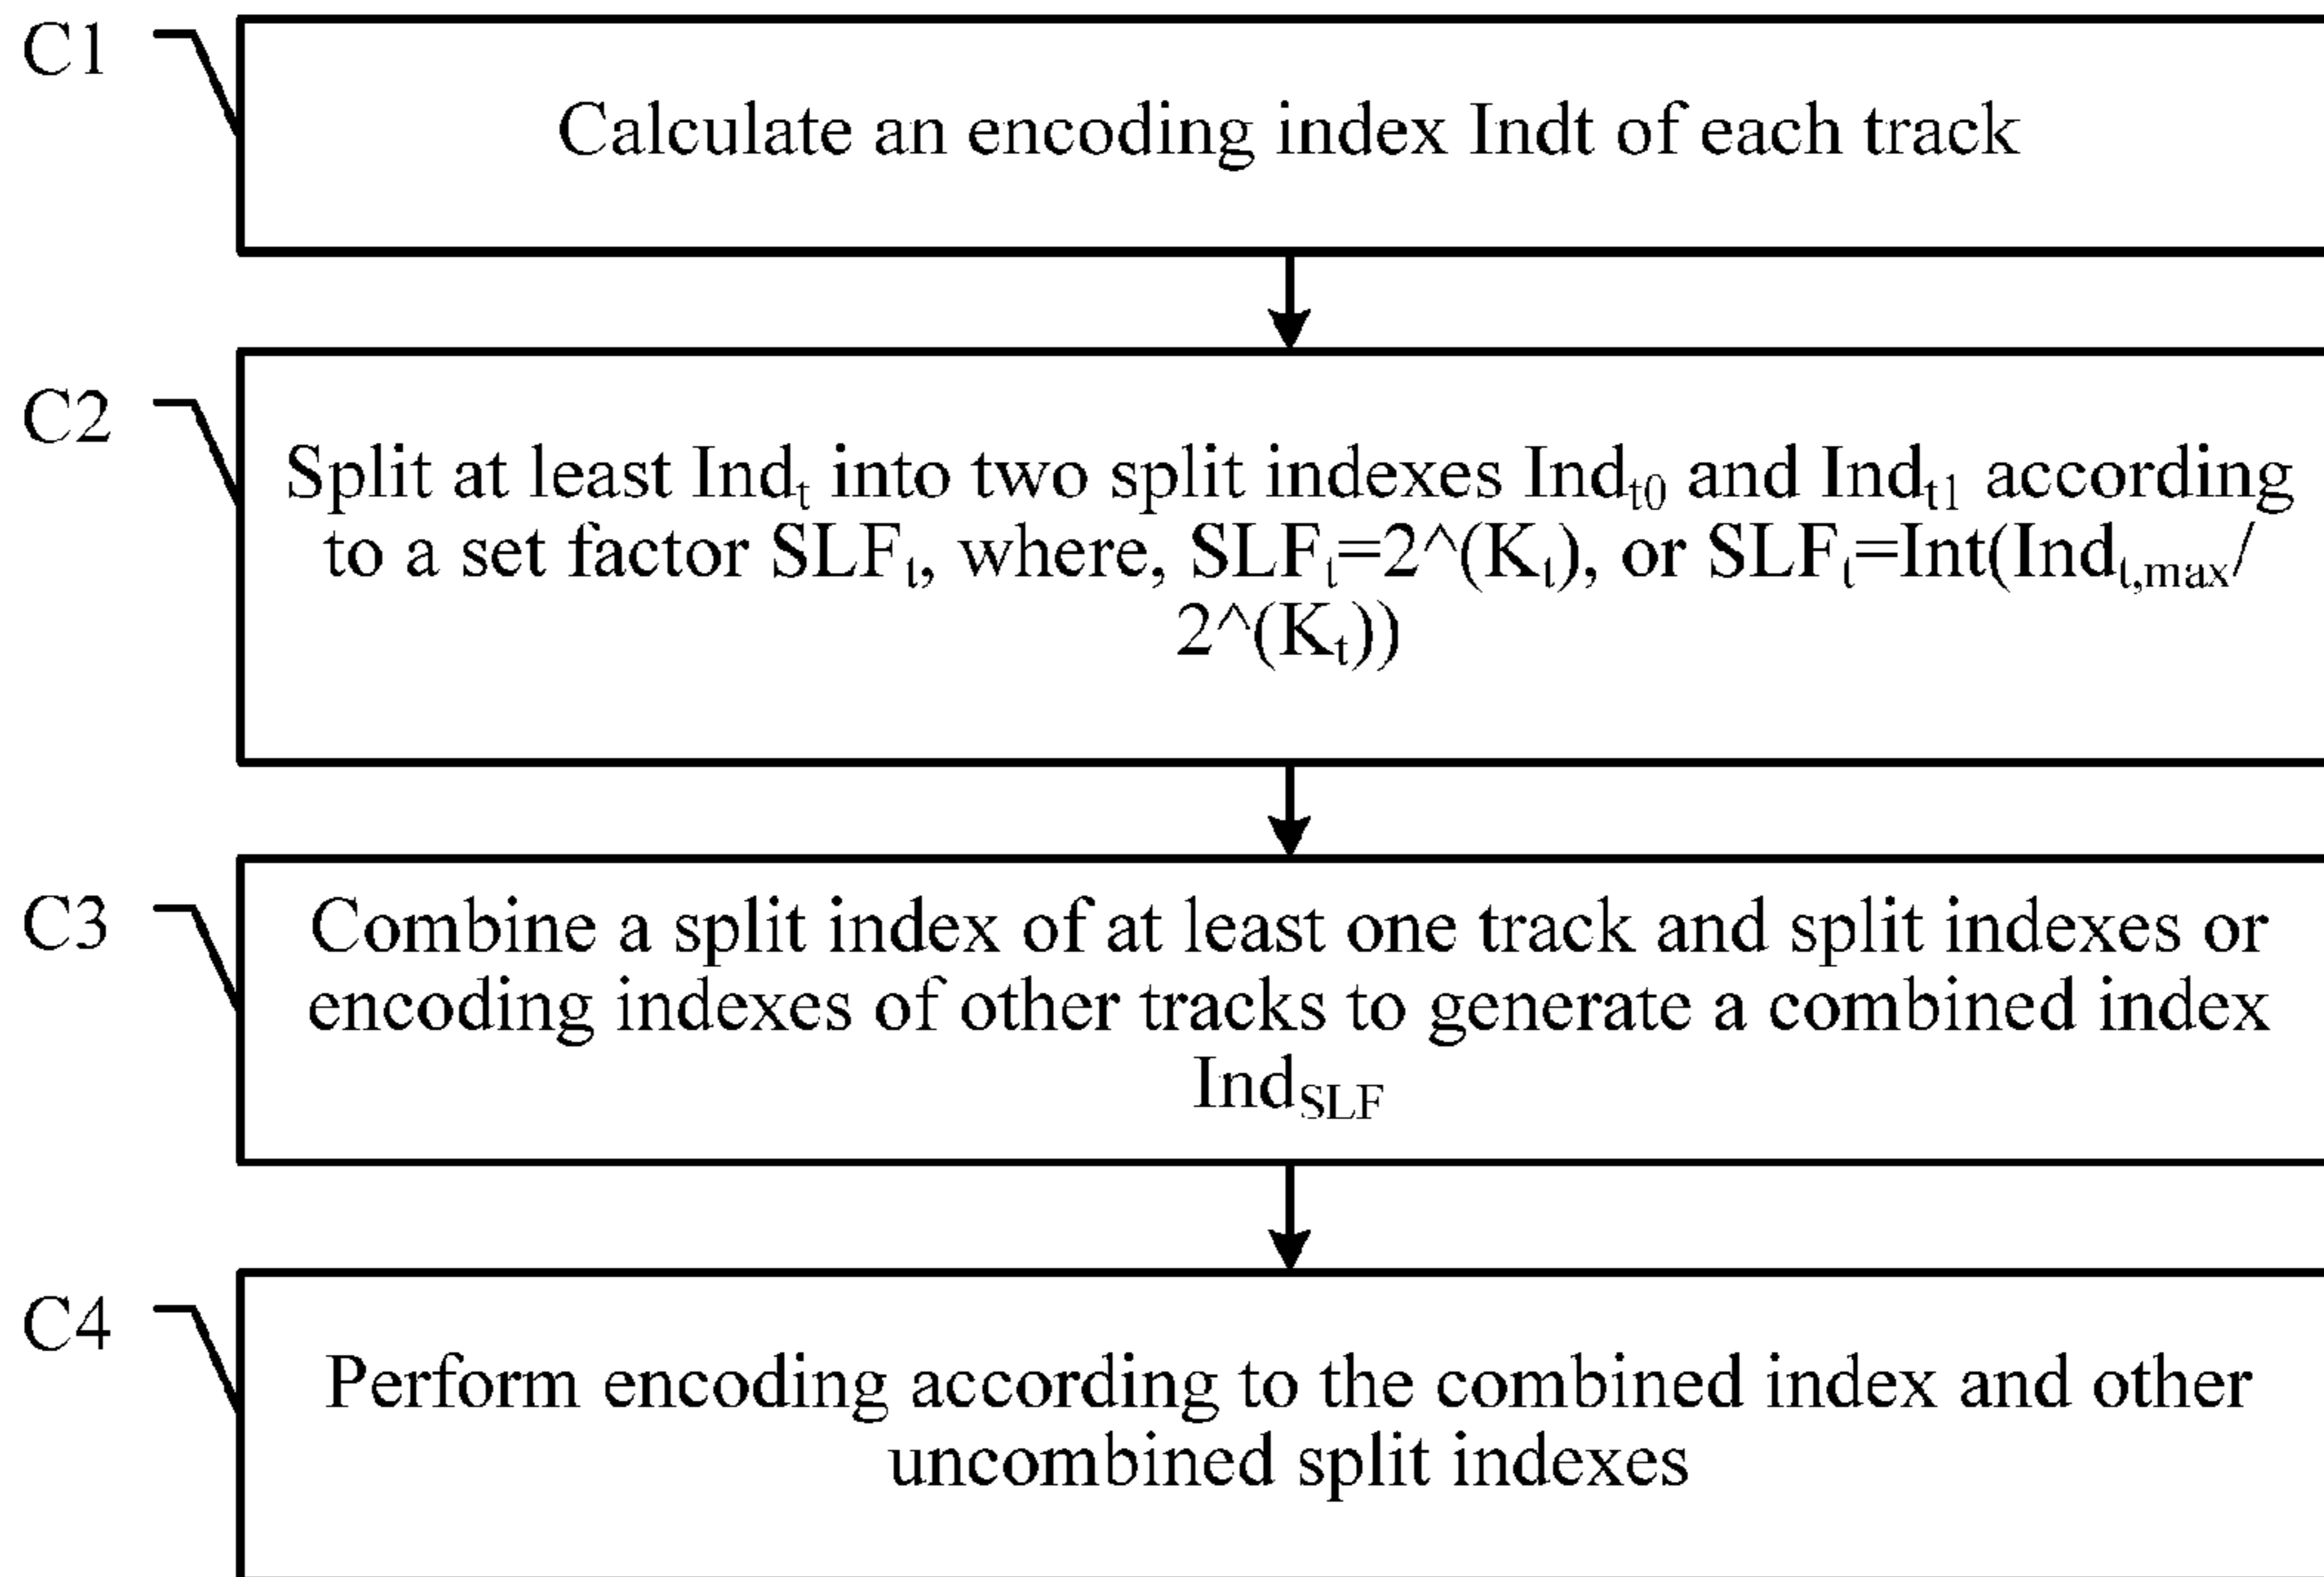 C1
Calculate an encoding index Indt of each track
C2
Split at least Indₜ into two split indexes Indₜ₀ and Indₜ₁ according
to a set factor SLFₜ, where, SLFₜ=2^(Kₜ), or SLFₜ=Int(Ind_t,max/
2^(Kₜ))
C3
Combine a split index of at least one track and split indexes or
encoding indexes of other tracks to generate a combined index
Ind_SLF
C4
Perform encoding according to the combined index and other
uncombined split indexes